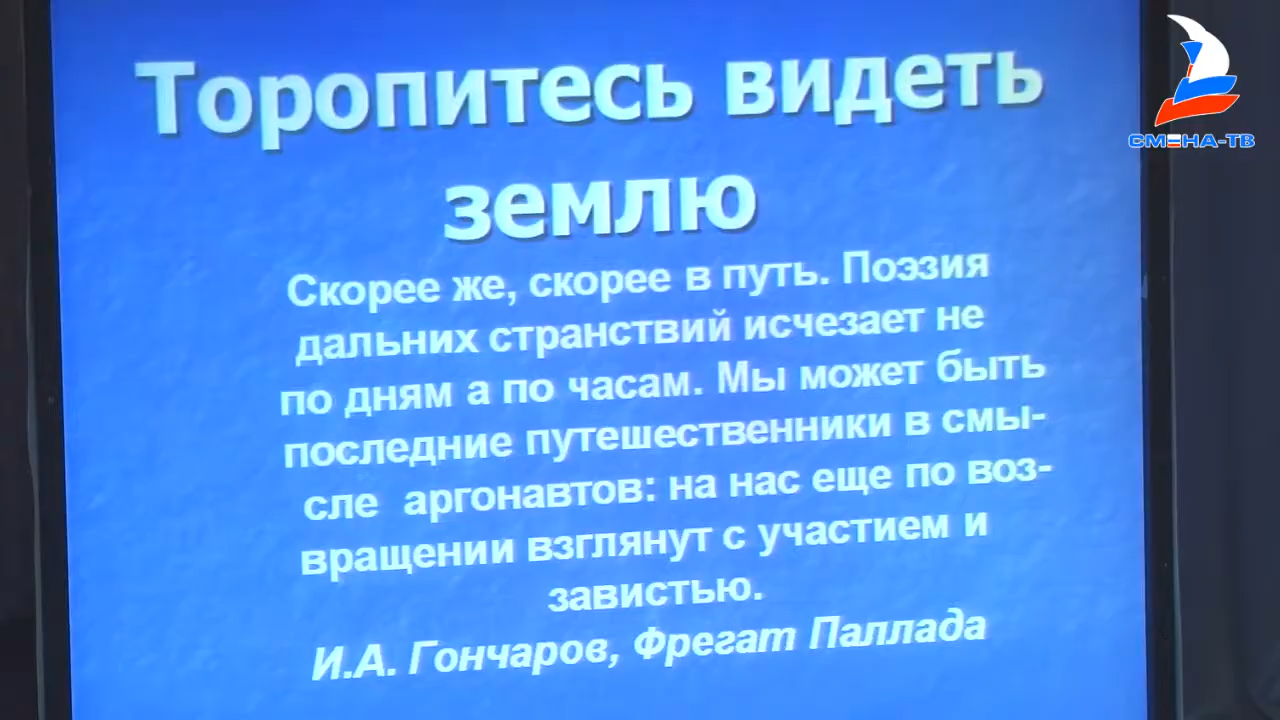 Торопитесь видеть
землю
Скорее же, скорее в путь. Поэзия
дальних странствий исчезает не
по дням а по часам. Мы может быть
последние путешественники в смы-
сле аргонавтов: на нас еще по воз-
вращении взглянут с участием и
завистью.
И.А. Гончаров, Фрегат Паллада
СМЕНА-ТВ